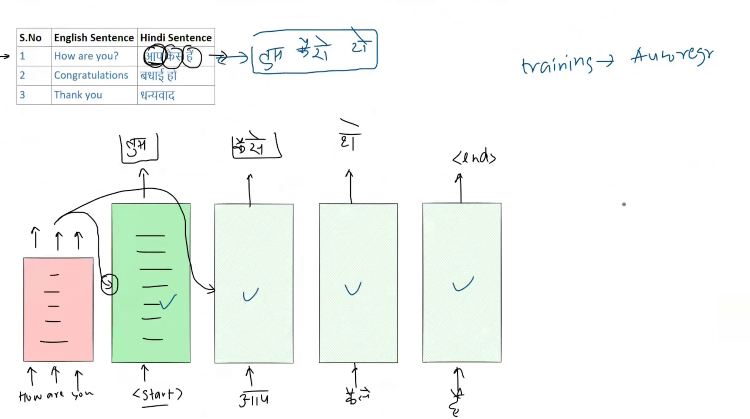 S.No English Sentence Hindi Sentence
1 How are you? आप कैसे हैं
2 Congratulations बधाई हो
3 Thank you धन्यवाद
तुम कैसे हो
training → Autoregr
तुम
कैसे
<end>
How are you
<start>
आप